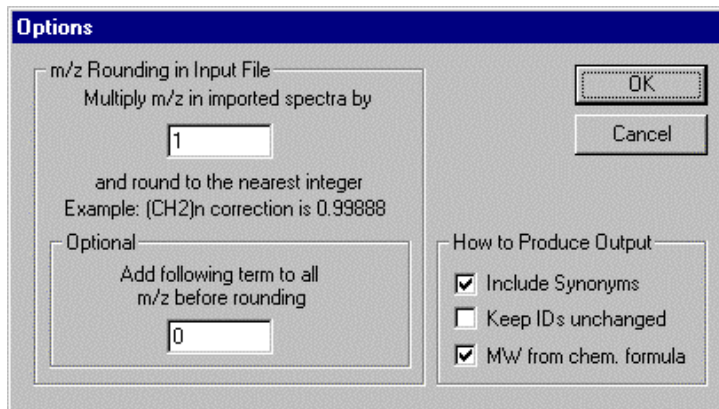 Options
m/z Rounding in Input File
Multiply m/z in imported spectra by
1
and round to the nearest integer
Example: (CH2)n correction is 0.99888
Optional
Add following term to all
m/z before rounding
0
OK
Cancel
How to Produce Output
Include Synonyms
Keep IDs unchanged
MW from chem. formula